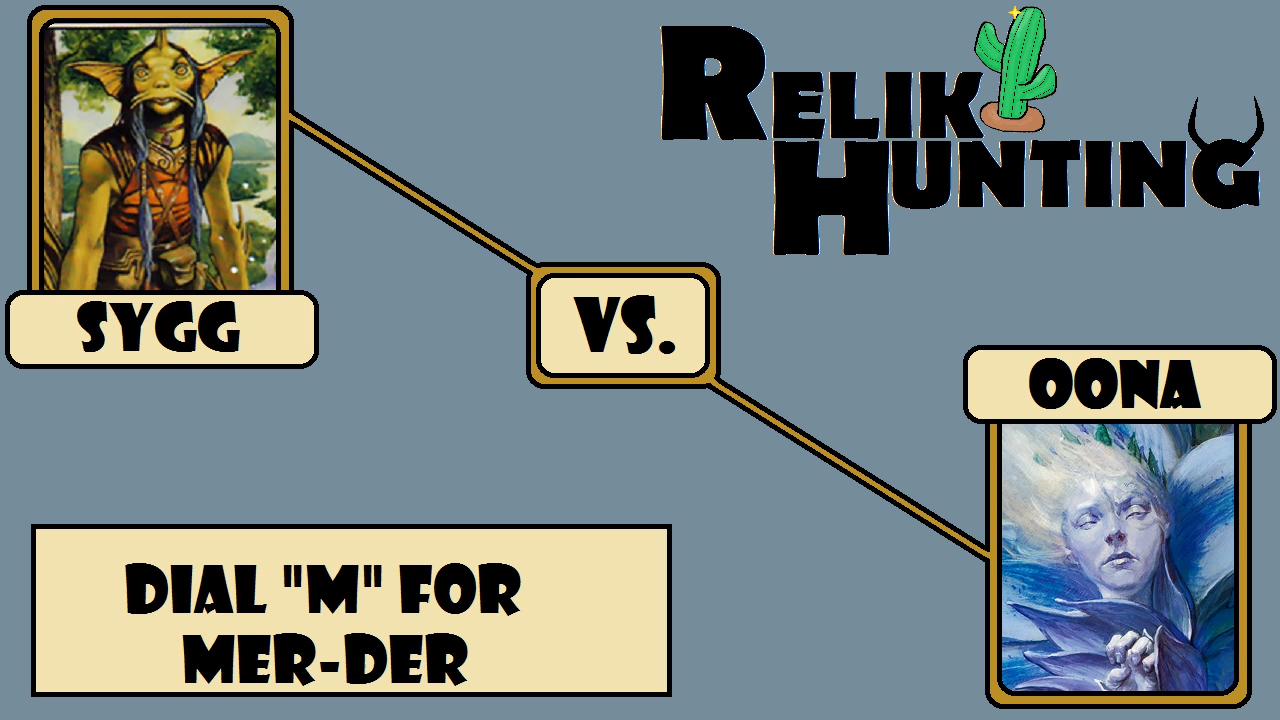 RELIK
HUNTING
SYGG
VS.
OONA
DIAL "M" FOR
MER-DER